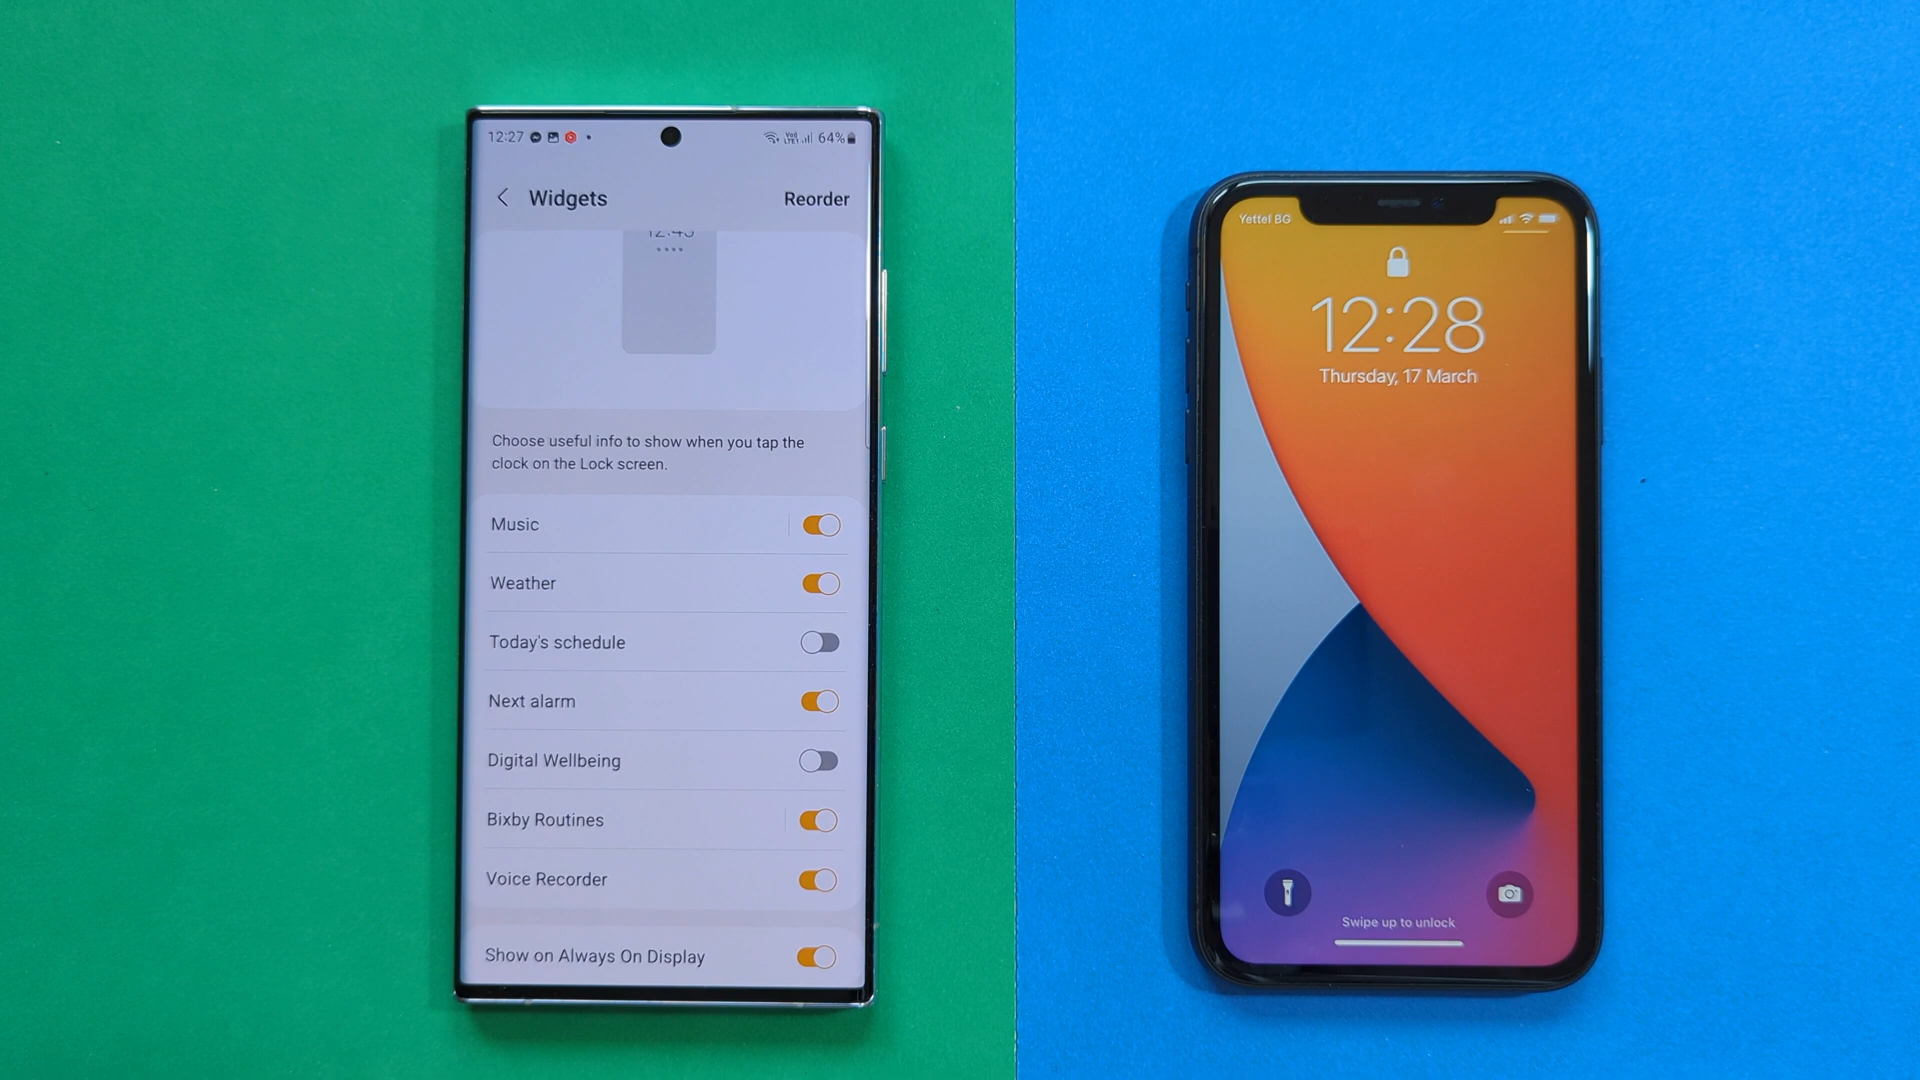 12:27
64%
Widgets
Reorder
12:45
Choose useful info to show when you tap the
clock on the Lock screen.
Music
Weather
Today's schedule
Next alarm
Digital Wellbeing
Bixby Routines
Voice Recorder
Show on Always On Display
Yettel BG
12:28
Thursday, 17 March
Swipe up to unlock